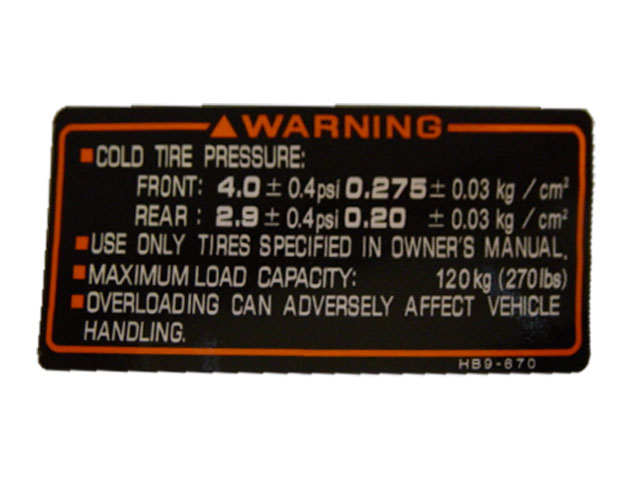 ▲WARNING
■COLD TIRE PRESSURE:
FRONT: 4.0 ± 0.4psi 0.275 ± 0.03 kg / cm²
REAR : 2.9 ± 0.4psi 0.20 ± 0.03 kg / cm²
■USE ONLY TIRES SPECIFIED IN OWNER'S MANUAL.
■MAXIMUM LOAD CAPACITY: 120kg (270lbs)
■OVERLOADING CAN ADVERSELY AFFECT VEHICLE
HANDLING.
HB9-670